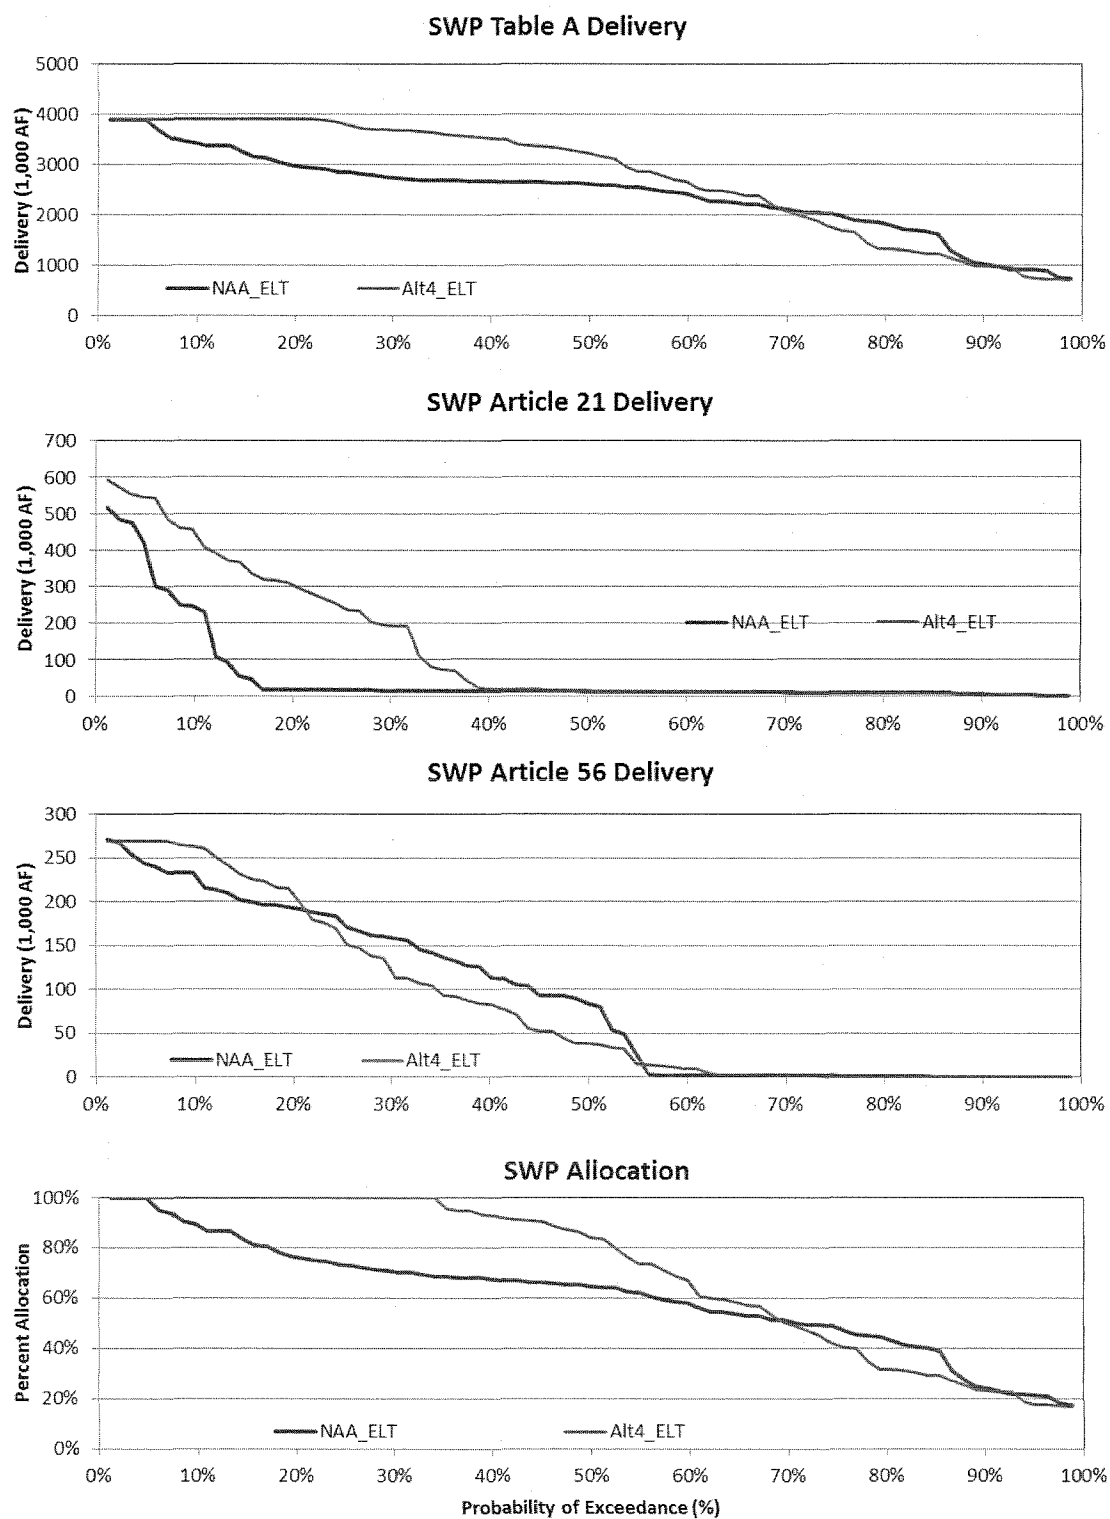 SWP Table A Delivery
Delivery (1,000 AF)
5000
4000
3000
2000
1000
0
NAA_ELT Alt4_ELT
0% 10% 20% 30% 40% 50% 60% 70% 80% 90% 100%
SWP Article 21 Delivery
Delivery (1,000 AF)
700
600
500
400
300
200
100
0
NAA_ELT Alt4_ELT
0% 10% 20% 30% 40% 50% 60% 70% 80% 90% 100%
SWP Article 56 Delivery
Delivery (1,000 AF)
300
250
200
150
100
50
0
NAA_ELT Alt4_ELT
0% 10% 20% 30% 40% 50% 60% 70% 80% 90% 100%
SWP Allocation
Percent Allocation
100%
80%
60%
40%
20%
0%
NAA_ELT Alt4_ELT
0% 10% 20% 30% 40% 50% 60% 70% 80% 90% 100%
Probability of Exceedance (%)